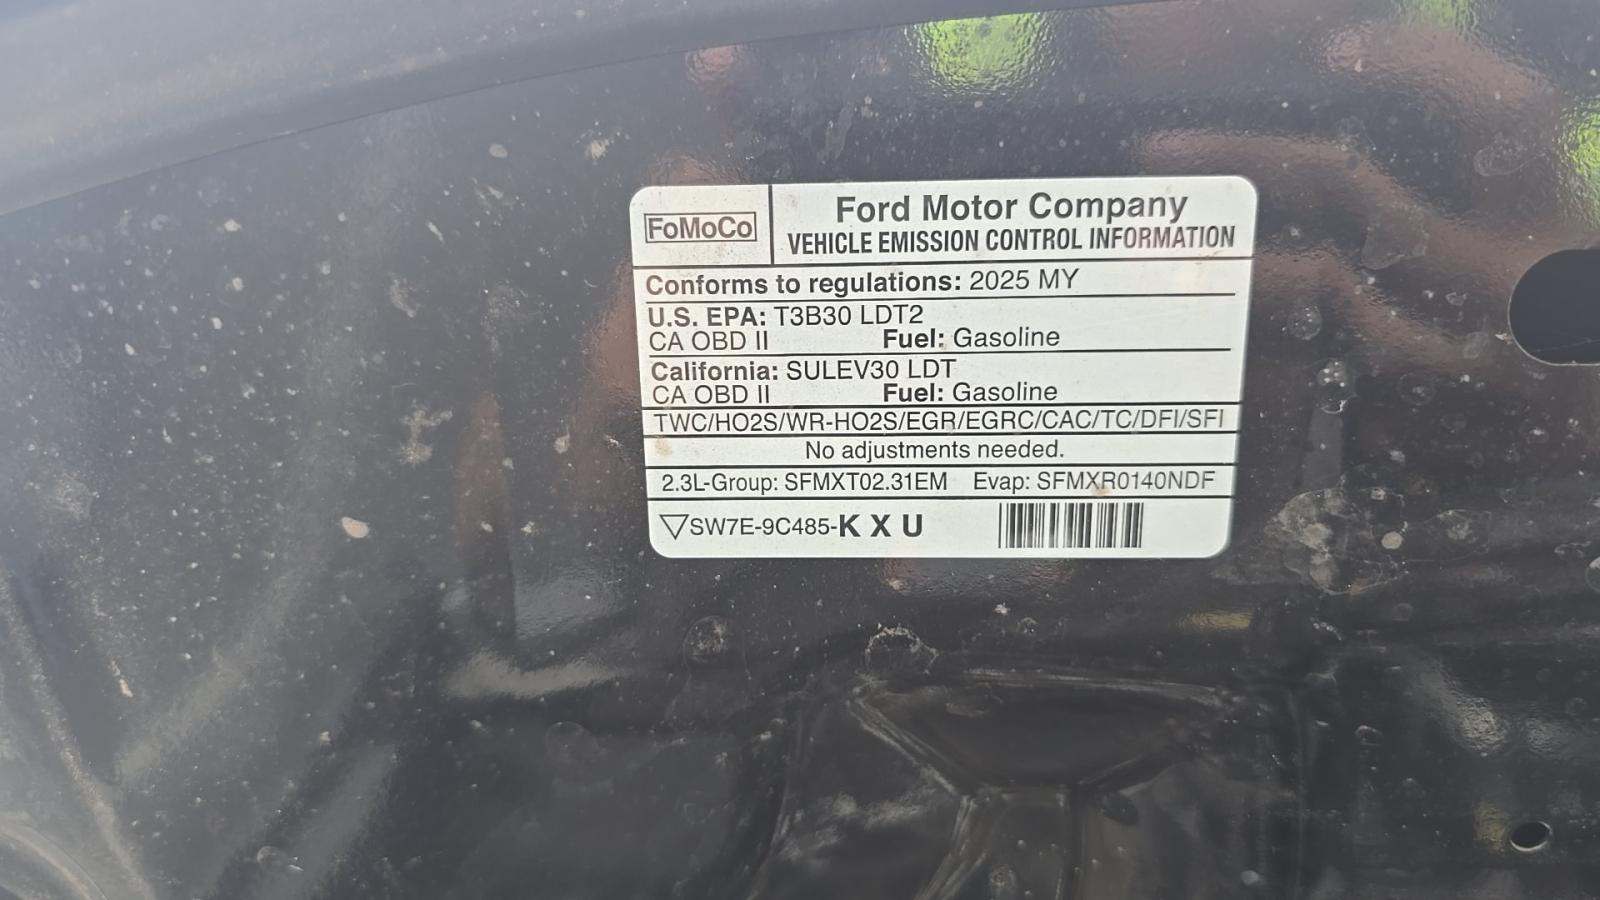 FoMoCo
Ford Motor Company
VEHICLE EMISSION CONTROL INFORMATION
Conforms to regulations: 2025 MY
U.S. EPA: T3B30 LDT2
CA OBD II Fuel: Gasoline
California: SULEV30 LDT
CA OBD II Fuel: Gasoline
TWC/HO2S/WR-HO2S/EGR/EGRC/CAC/TC/DFI/SFI
No adjustments needed.
2.3L-Group: SFMXT02.31EM Evap: SFMXR0140NDF
▽SW7E-9C485-K X U